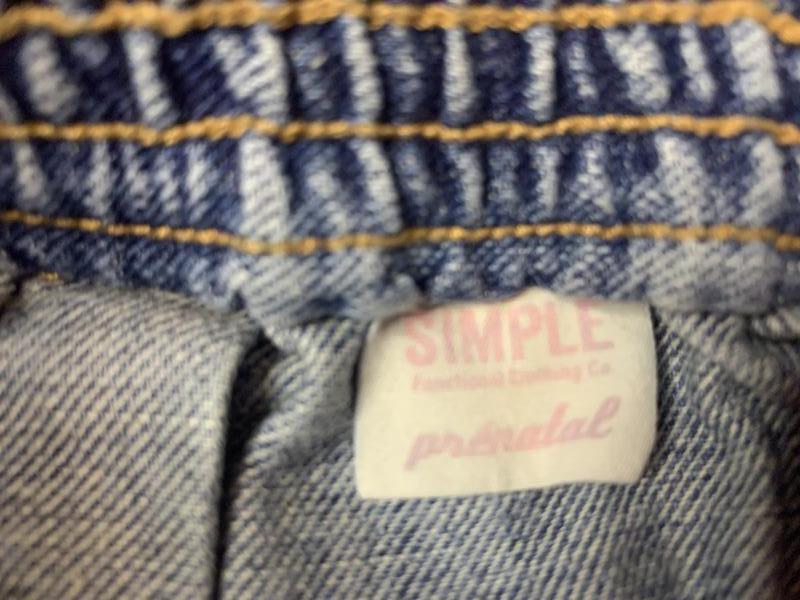 SIMPLE
Functional Clothing Co.
prénatal